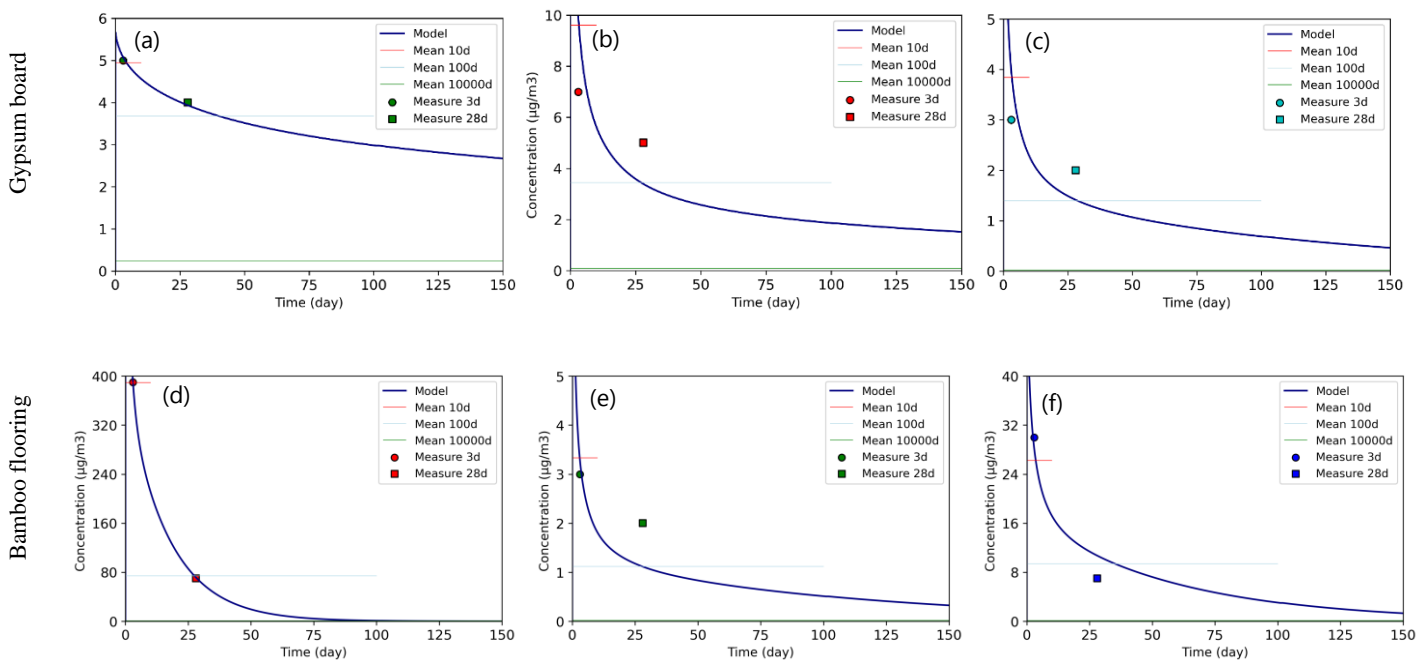 Gypsum board
(a)
6
5
4
3
2
1
0
0 25 50 75 100 125 150
Time (day)
Model
Mean 10d
Mean 100d
Mean 10000d
Measure 3d
Measure 28d
(b)
Concentration (µg/m3)
10
8
6
4
2
0
0 25 50 75 100 125 150
Time (day)
Model
Mean 10d
Mean 100d
Mean 10000d
Measure 3d
Measure 28d
(c)
5
4
3
2
1
0
0 25 50 75 100 125 150
Time (day)
Model
Mean 10d
Mean 100d
Mean 10000d
Measure 3d
Measure 28d
Bamboo flooring
(d)
Concentration (µg/m3)
400
320
240
160
80
0
0 25 50 75 100 125 150
Time (day)
Model
Mean 10d
Mean 100d
Mean 10000d
Measure 3d
Measure 28d
(e)
Concentration (µg/m3)
5
4
3
2
1
0
0 25 50 75 100 125 150
Time (day)
Model
Mean 10d
Mean 100d
Mean 10000d
Measure 3d
Measure 28d
(f)
Concentration (µg/m3)
40
32
24
16
8
0
0 25 50 75 100 125 150
Time (day)
Model
Mean 10d
Mean 100d
Mean 10000d
Measure 3d
Measure 28d